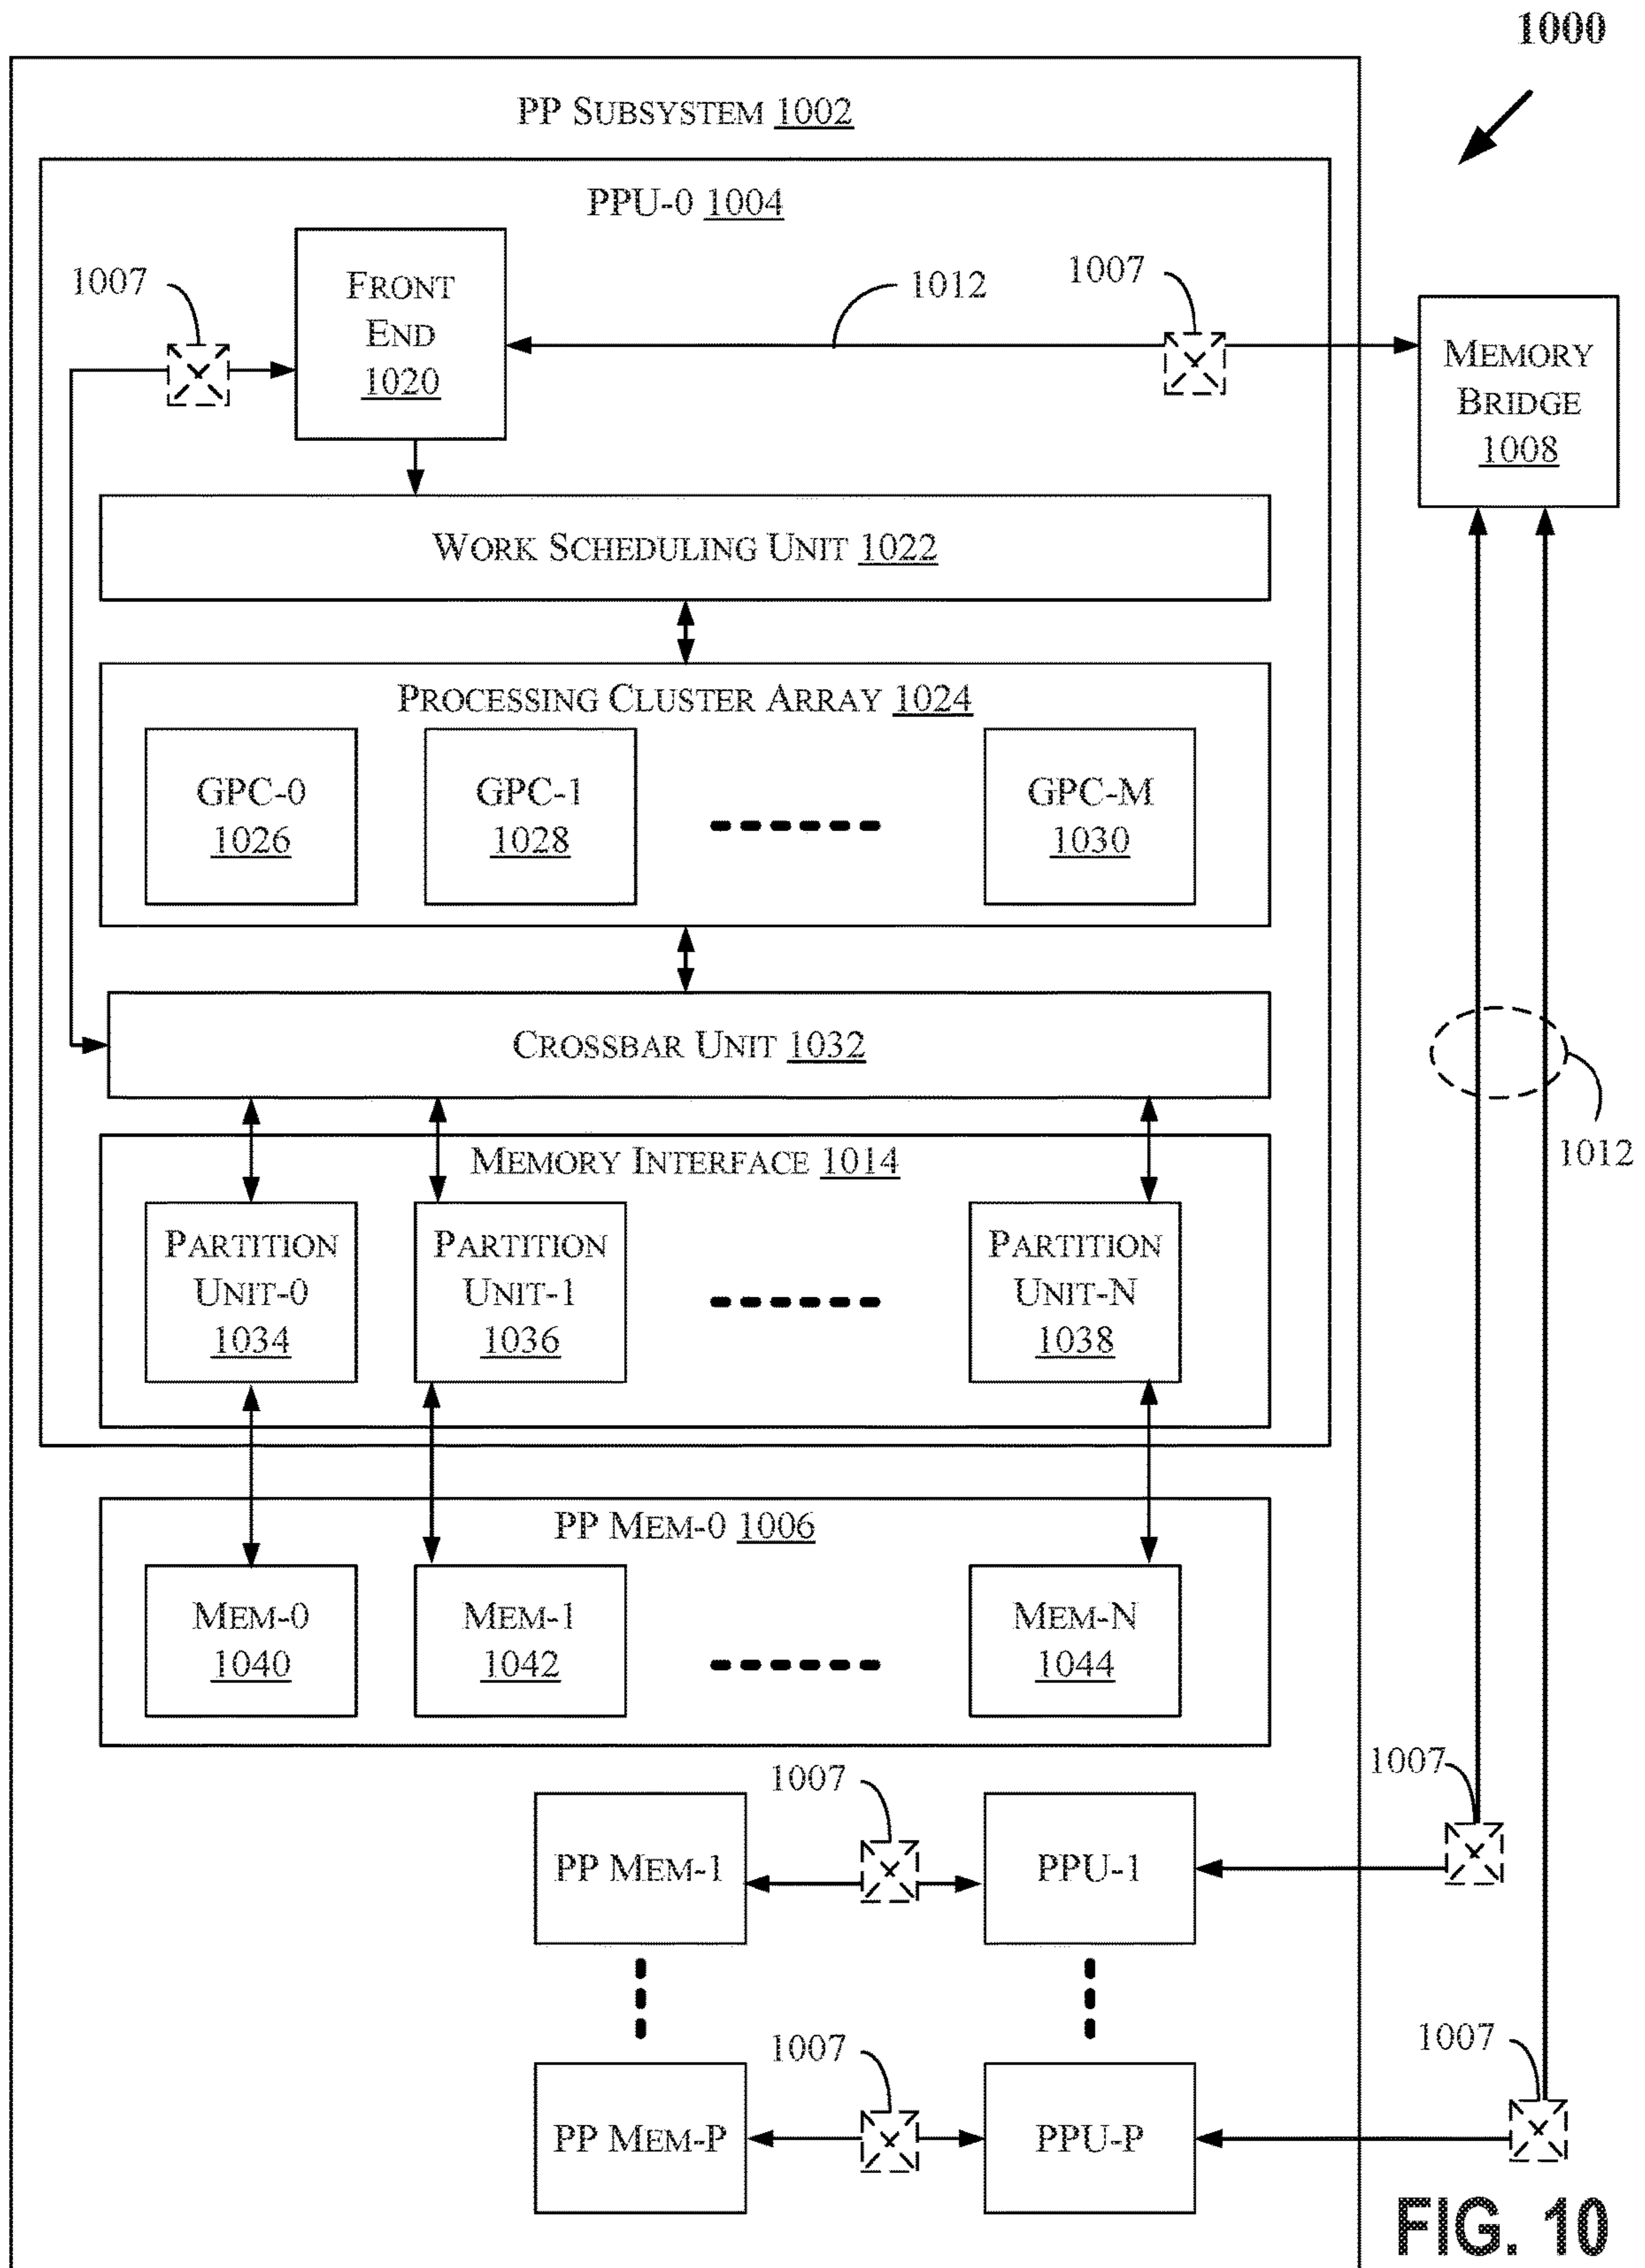 1000
PP SUBSYSTEM 1002
PPU-0 1004
1007
FRONT
END
1020
1012
1007
MEMORY
BRIDGE
1008
WORK SCHEDULING UNIT 1022
PROCESSING CLUSTER ARRAY 1024
GPC-0
1026
GPC-1
1028
GPC-M
1030
CROSSBAR UNIT 1032
1012
MEMORY INTERFACE 1014
PARTITION
UNIT-0
1034
PARTITION
UNIT-1
1036
PARTITION
UNIT-N
1038
PP MEM-0 1006
MEM-0
1040
MEM-1
1042
MEM-N
1044
1007
1007
PP MEM-1
PPU-1
1007
1007
PP MEM-P
PPU-P
FIG. 10